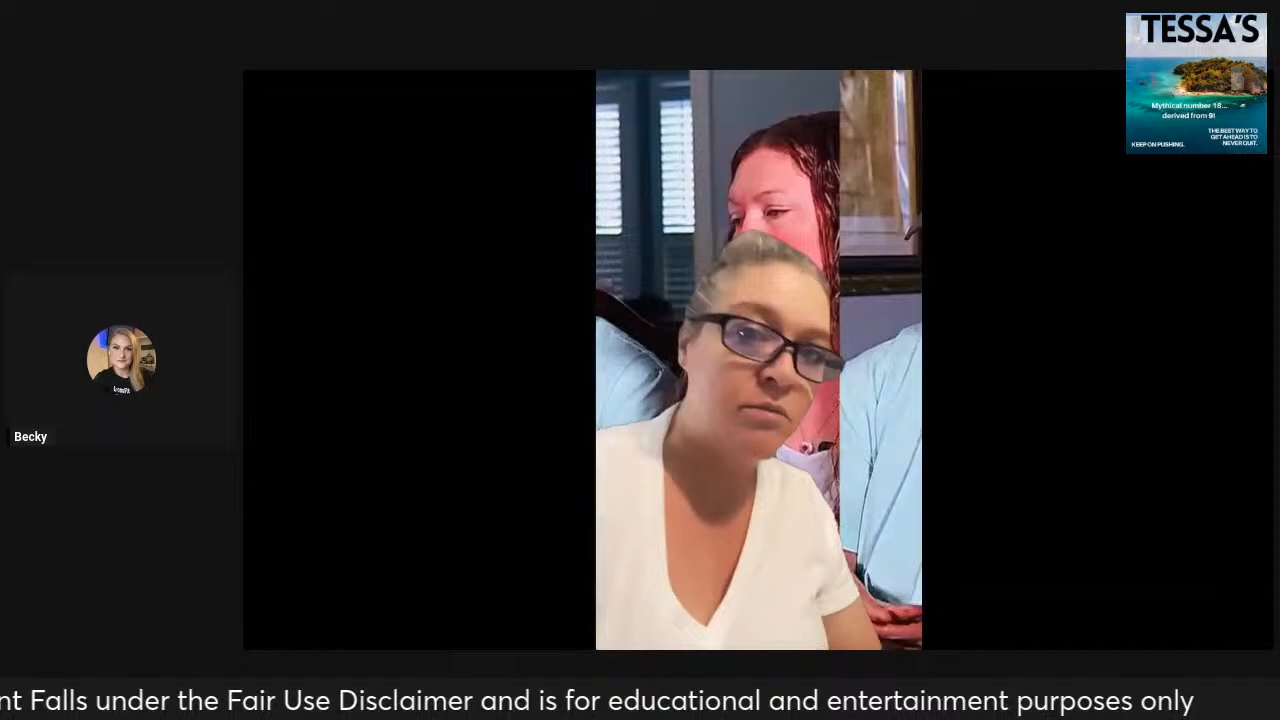 TESSA'S
Mythical number 18...
derived from 9!
THE BEST WAY TO
GET AHEAD IS TO
NEVER QUIT.
KEEP ON PUSHING.
Becky
nt Falls under the Fair Use Disclaimer and is for educational and entertainment purposes only